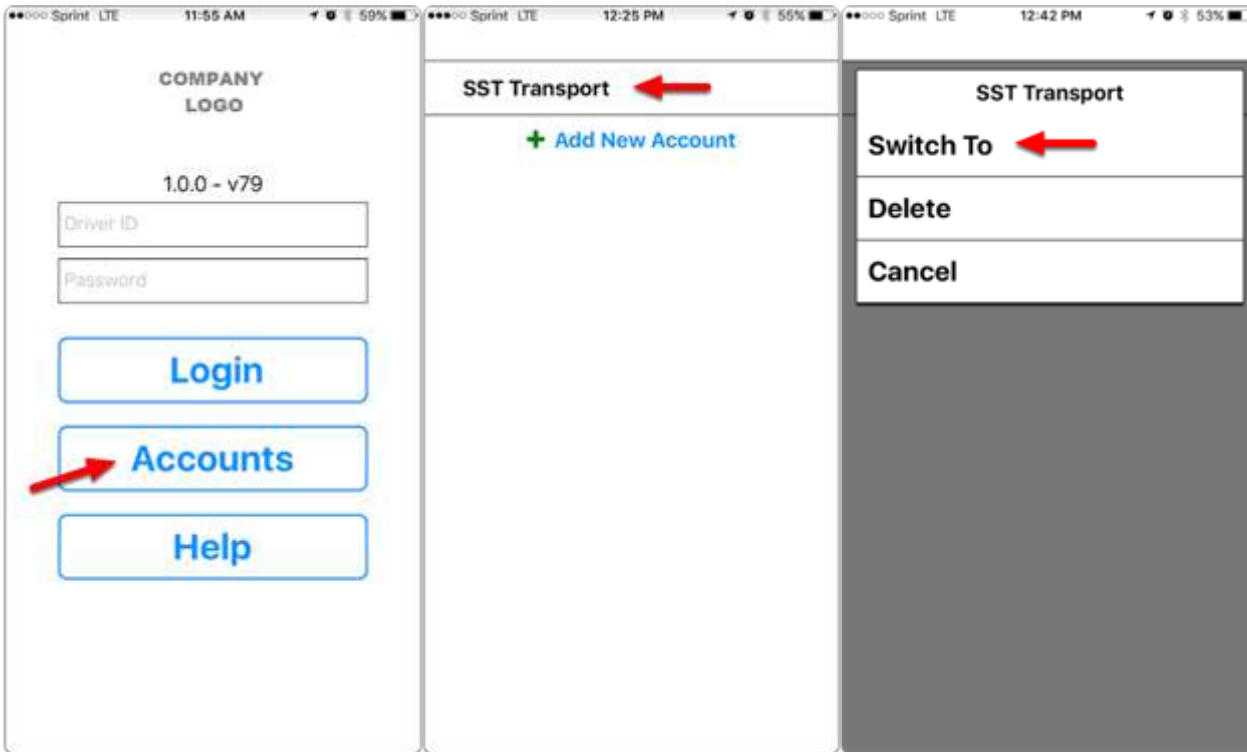 Sprint LTE 11:55 AM 59%
COMPANY
LOGO
1.0.0 - v79
Driver ID
Password
Login
Accounts
Help
Sprint LTE 12:25 PM 55%
SST Transport
+ Add New Account
Sprint LTE 12:42 PM 53%
SST Transport
Switch To
Delete
Cancel